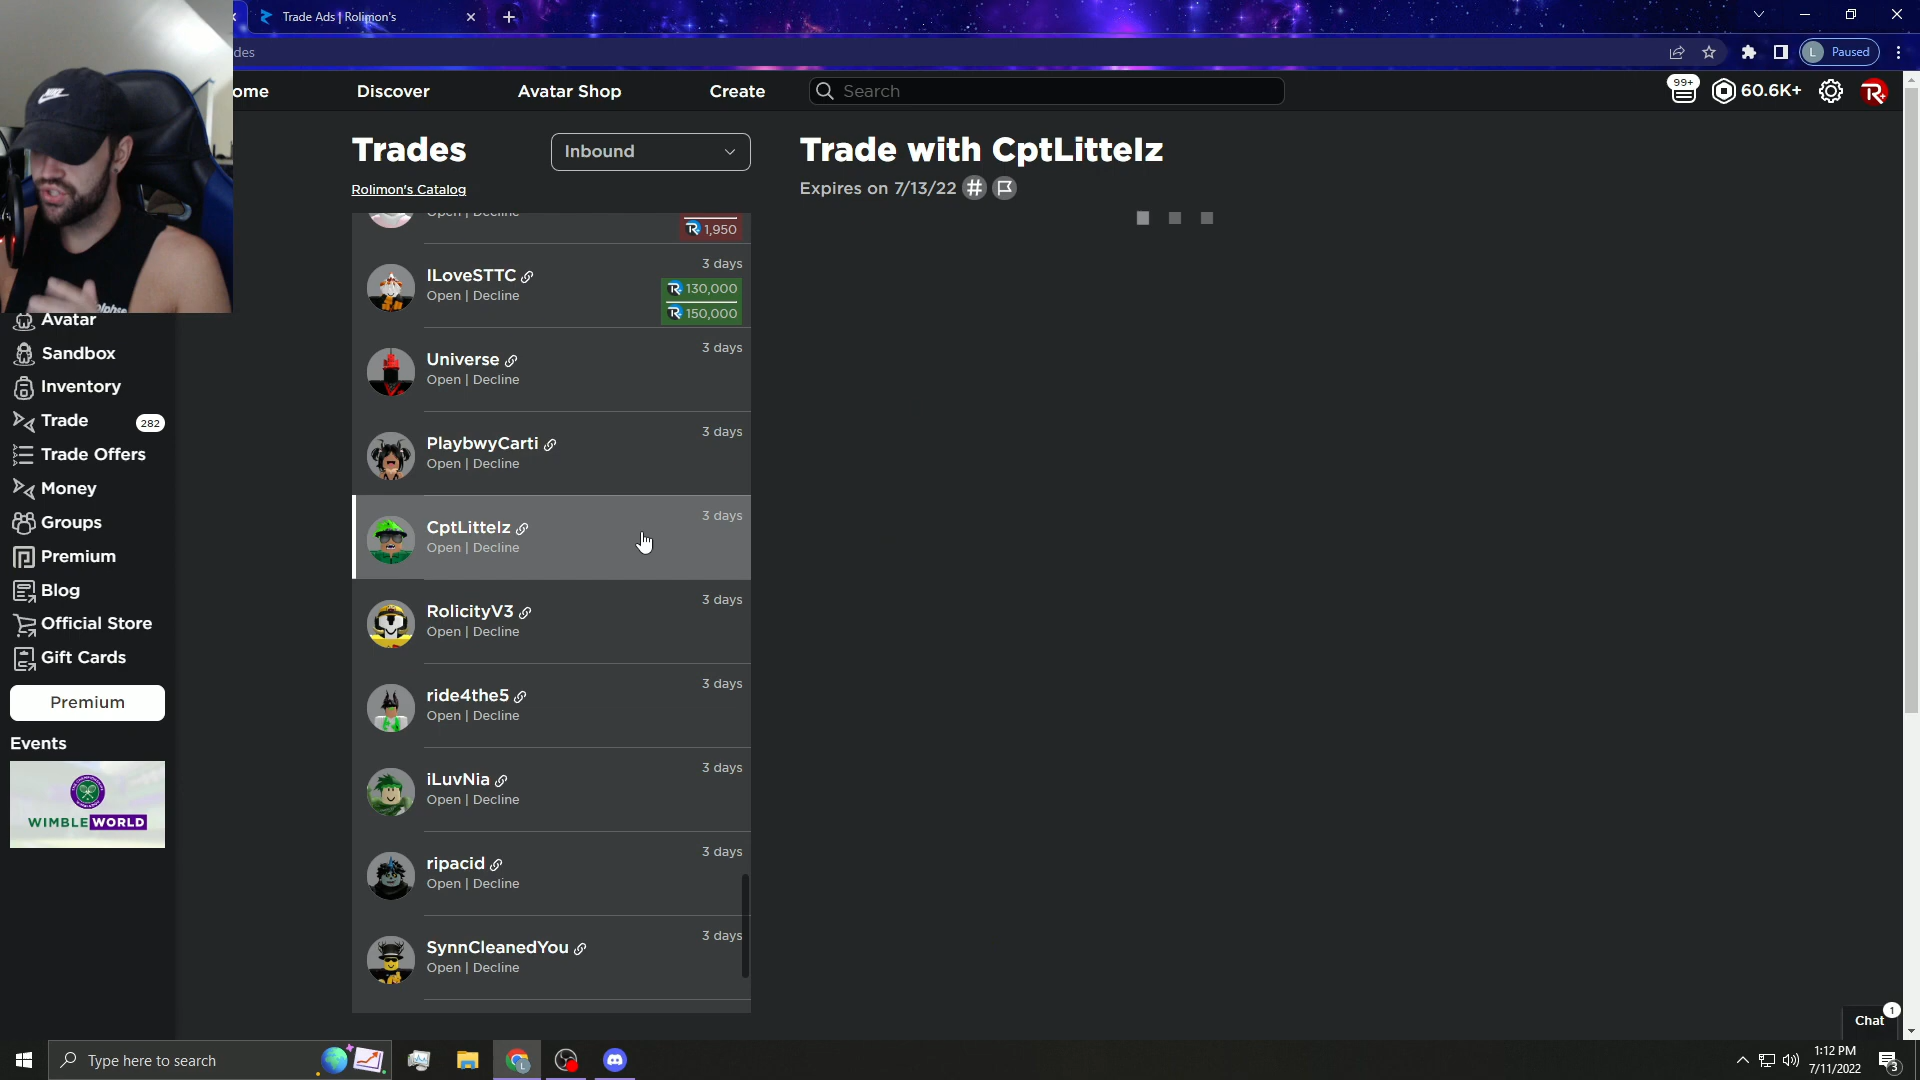 Trade Ads | Rolimon's
des
L Paused
ome
Discover
Avatar Shop
Create
Search
99+
60.6K+
Trades
Inbound
Rolimon's Catalog
Trade with CptLittelz
Expires on 7/13/22
Open | Decline
1,950
ILoveSTTC
Open | Decline
3 days
130,000
150,000
Universe
Open | Decline
3 days
PlaybwyCarti
Open | Decline
3 days
CptLittelz
Open | Decline
3 days
RolicityV3
Open | Decline
3 days
ride4the5
Open | Decline
3 days
iLuvNia
Open | Decline
3 days
ripacid
Open | Decline
3 days
SynnCleanedYou
Open | Decline
3 days
Avatar
Sandbox
Inventory
Trade 282
Trade Offers
Money
Groups
Premium
Blog
Official Store
Gift Cards
Premium
Events
WIMBLEWORLD
Chat 1
Type here to search
1:12 PM
7/11/2022
3